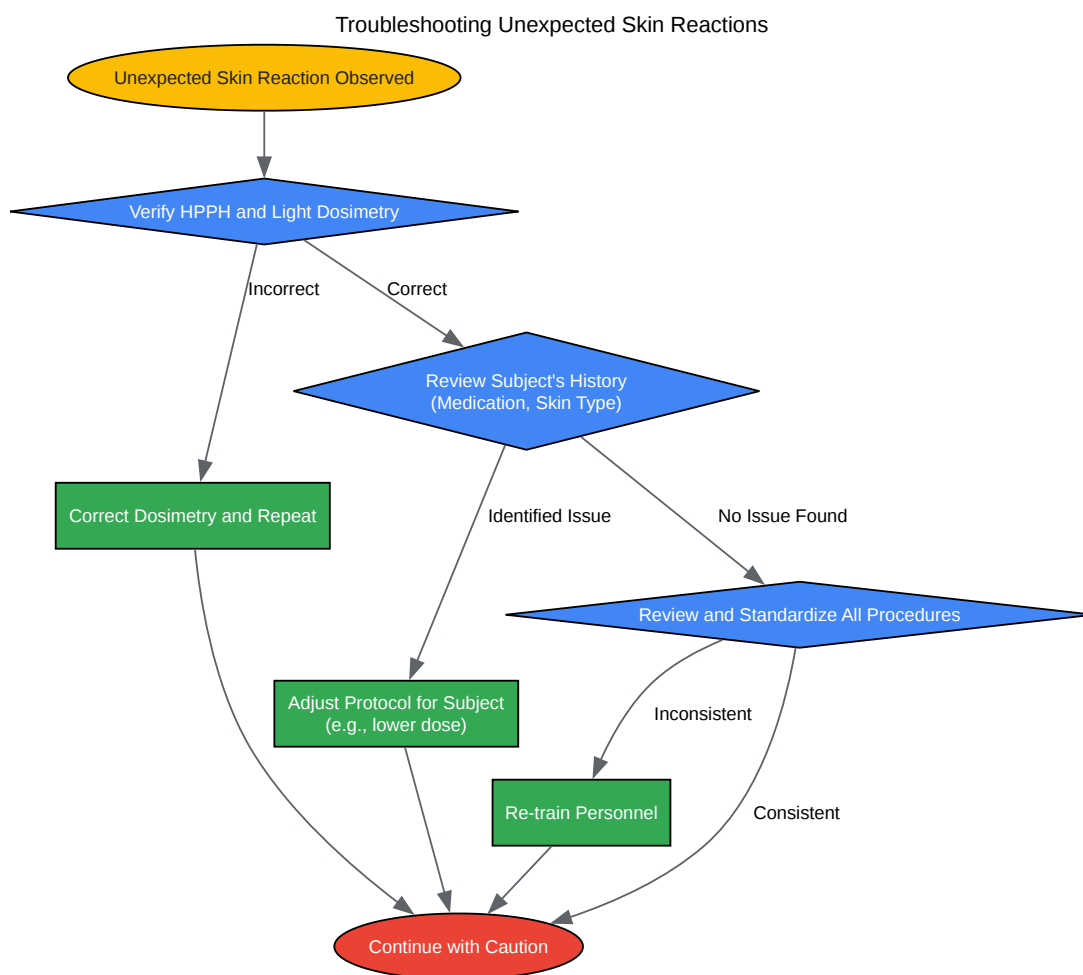 Troubleshooting Unexpected Skin Reactions
Unexpected Skin Reaction Observed
Verify HPPH and Light Dosimetry
Incorrect
Correct
Review Subject's History
(Medication, Skin Type)
Correct Dosimetry and Repeat
Identified Issue
No Issue Found
Review and Standardize All Procedures
Adjust Protocol for Subject
(e.g., lower dose)
Inconsistent
Re-train Personnel
Consistent
Continue with Caution